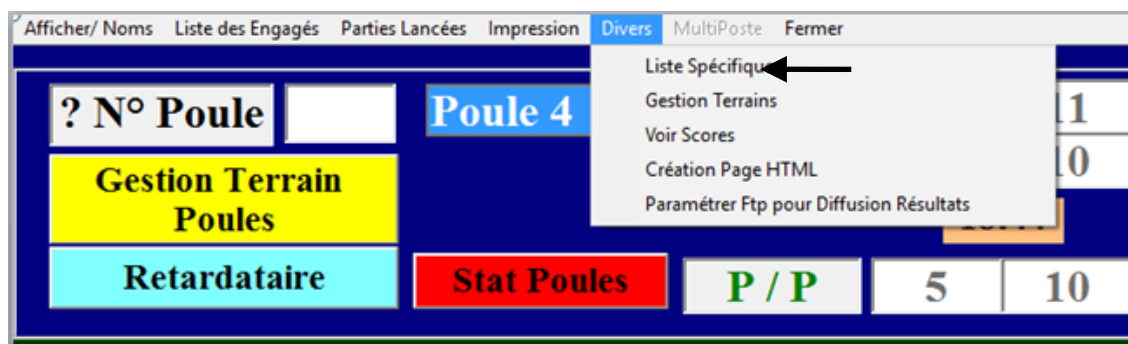 Afficher/ Noms Liste des Engagés Parties Lancées Impression Divers MultiPoste Fermer
Liste Spécifique
Gestion Terrains
Voir Scores
Création Page HTML
Paramétrer Ftp pour Diffusion Résultats
? N° Poule
Poule 4
11
10
Gestion Terrain
Poules
Retardataire
Stat Poules
P / P
5
10